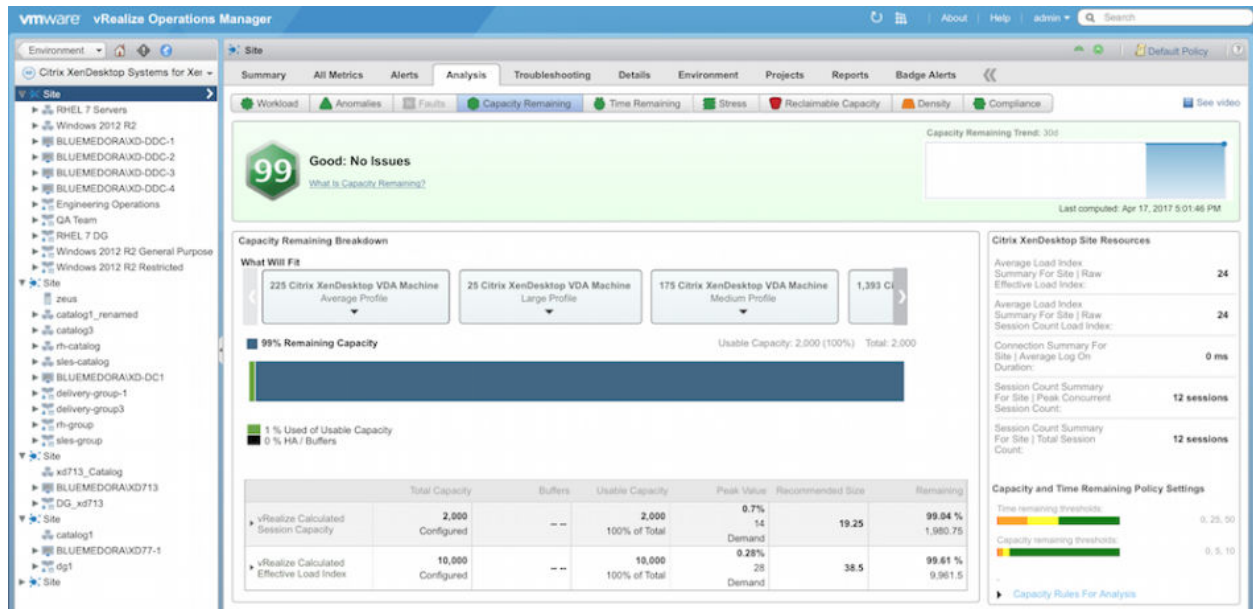 vmware vRealize Operations Manager
About Help admin Search
Environment
Citrix XenDesktop Systems for Xer
Site
RHEL 7 Servers
Windows 2012 R2
BLUEMEDORA\XD-DDC-1
BLUEMEDORA\XD-DDC-2
BLUEMEDORA\XD-DDC-3
BLUEMEDORA\XD-DDC-4
Engineering Operations
QA Team
RHEL 7 DG
Windows 2012 R2 General Purpose
Windows 2012 R2 Restricted
Site
zeus
catalog1_renamed
catalog3
rh-catalog
sles-catalog
BLUEMEDORA\XD-DC1
delivery-group-1
delivery-group3
rh-group
sles-group
Site
xd713_Catalog
BLUEMEDORA\XD713
DG_xd713
Site
catalog1
BLUEMEDORA\XD77-1
dg1
Site
Site
Default Policy
Summary All Metrics Alerts Analysis Troubleshooting Details Environment Projects Reports Badge Alerts
Workload Anomalies Faults Capacity Remaining Time Remaining Stress Reclaimable Capacity Density Compliance See video
99
Good: No Issues
What Is Capacity Remaining?
Capacity Remaining Trend: 30d
Last computed: Apr 17, 2017 5:01:46 PM
Capacity Remaining Breakdown
What Will Fit
225 Citrix XenDesktop VDA Machine
Average Profile
25 Citrix XenDesktop VDA Machine
Large Profile
175 Citrix XenDesktop VDA Machine
Medium Profile
1,393 Ci
99% Remaining Capacity
Usable Capacity: 2,000 (100%) Total: 2,000
1 % Used of Usable Capacity
0 % HA / Buffers
Total Capacity Buffers Usable Capacity Peak Value Recommended Size Remaining
vRealize Calculated
Session Capacity
2,000
Configured
-- --
2,000
100% of Total
0.7%
14
Demand
19.25
99.04 %
1,980.75
vRealize Calculated
Effective Load Index
10,000
Configured
-- --
10,000
100% of Total
0.28%
28
Demand
38.5
99.61 %
9,961.5
Citrix XenDesktop Site Resources
Average Load Index
Summary For Site | Raw
Effective Load Index:
24
Average Load Index
Summary For Site | Raw
Session Count Load Index:
24
Connection Summary For
Site | Average Log On
Duration:
0 ms
Session Count Summary
For Site | Peak Concurrent
Session Count:
12 sessions
Session Count Summary
For Site | Total Session
Count:
12 sessions
Capacity and Time Remaining Policy Settings
Time remaining thresholds:
0, 25, 50
Capacity remaining thresholds:
0, 5, 10
Capacity Rules For Analysis